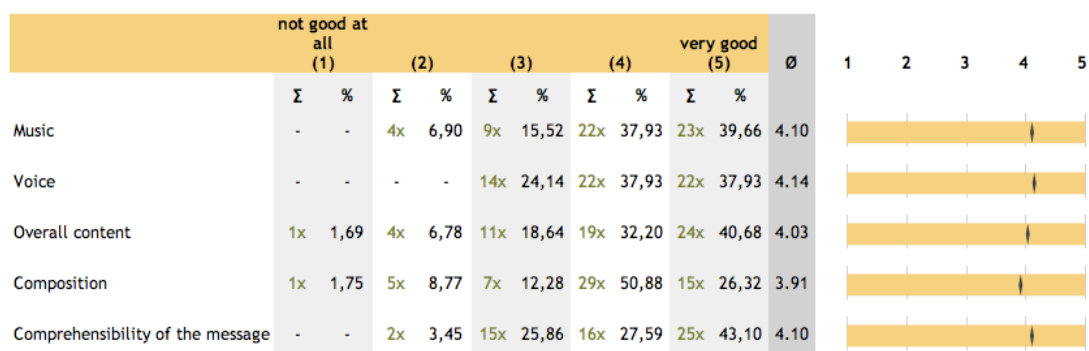 not good at
all
(1) (2) (3) (4) very good
(5) Ø 1 2 3 4 5
Σ % Σ % Σ % Σ % Σ %
Music - - 4x 6,90 9x 15,52 22x 37,93 23x 39,66 4.10
Voice - - - - 14x 24,14 22x 37,93 22x 37,93 4.14
Overall content 1x 1,69 4x 6,78 11x 18,64 19x 32,20 24x 40,68 4.03
Composition 1x 1,75 5x 8,77 7x 12,28 29x 50,88 15x 26,32 3.91
Comprehensibility of the message - - 2x 3,45 15x 25,86 16x 27,59 25x 43,10 4.10